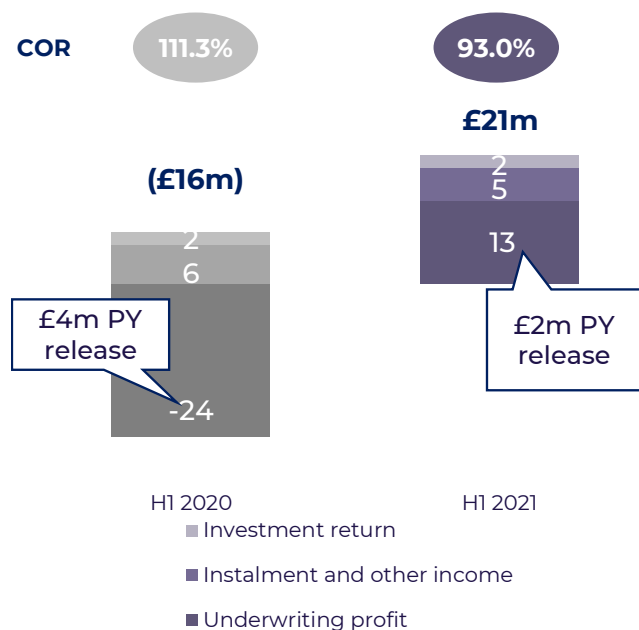 COR
111.3%
93.0%
£21m
(£16m)
2
5
13
2
6
-24
£4m PY
release
£2m PY
release
H1 2020
H1 2021
Investment return
Instalment and other income
Underwriting profit